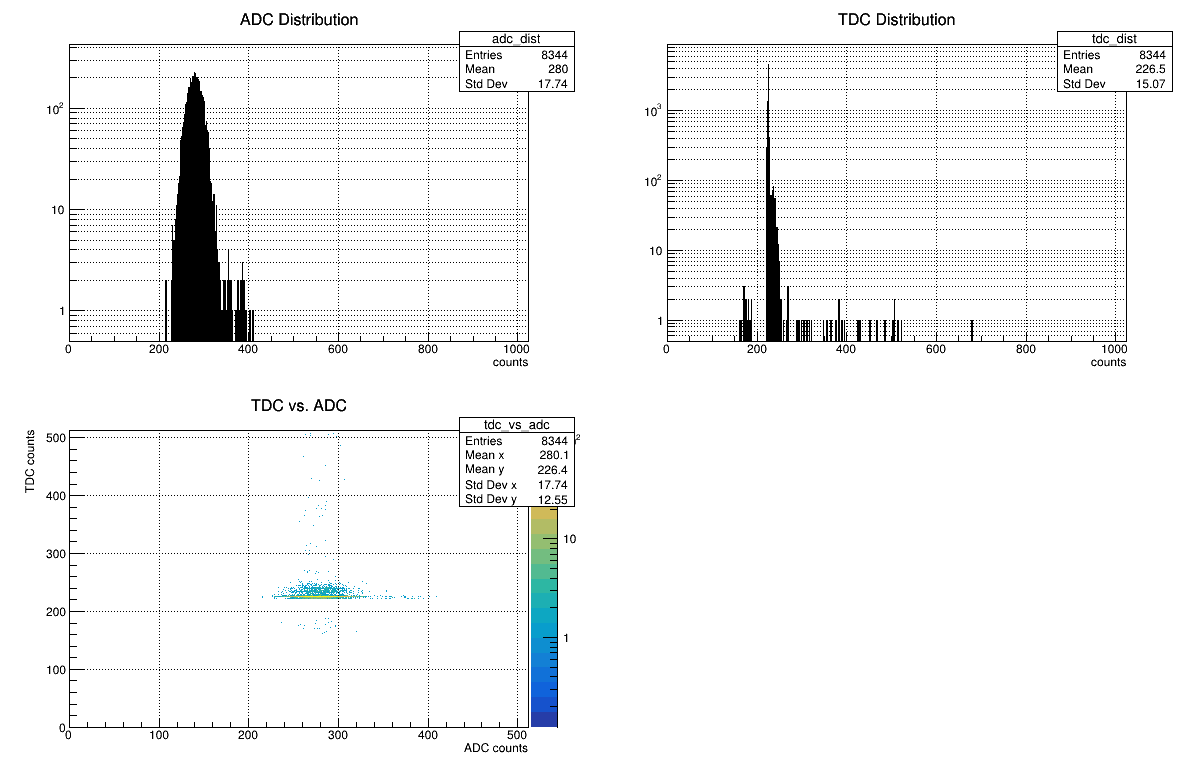 ADC Distribution
adc_dist
Entries 8344
Mean 280
Std Dev 17.74
10²
10
1
0 200 400 600 800 1000
counts
TDC Distribution
tdc_dist
Entries 8344
Mean 226.5
Std Dev 15.07
10³
10²
10
1
0 200 400 600 800 1000
counts
TDC vs. ADC
tdc_vs_adc
Entries 8344
Mean x 280.1
Mean y 226.4
Std Dev x 17.74
Std Dev y 12.55
TDC counts
500
400
300
200
100
0
0 100 200 300 400 500
ADC counts
2
10
1